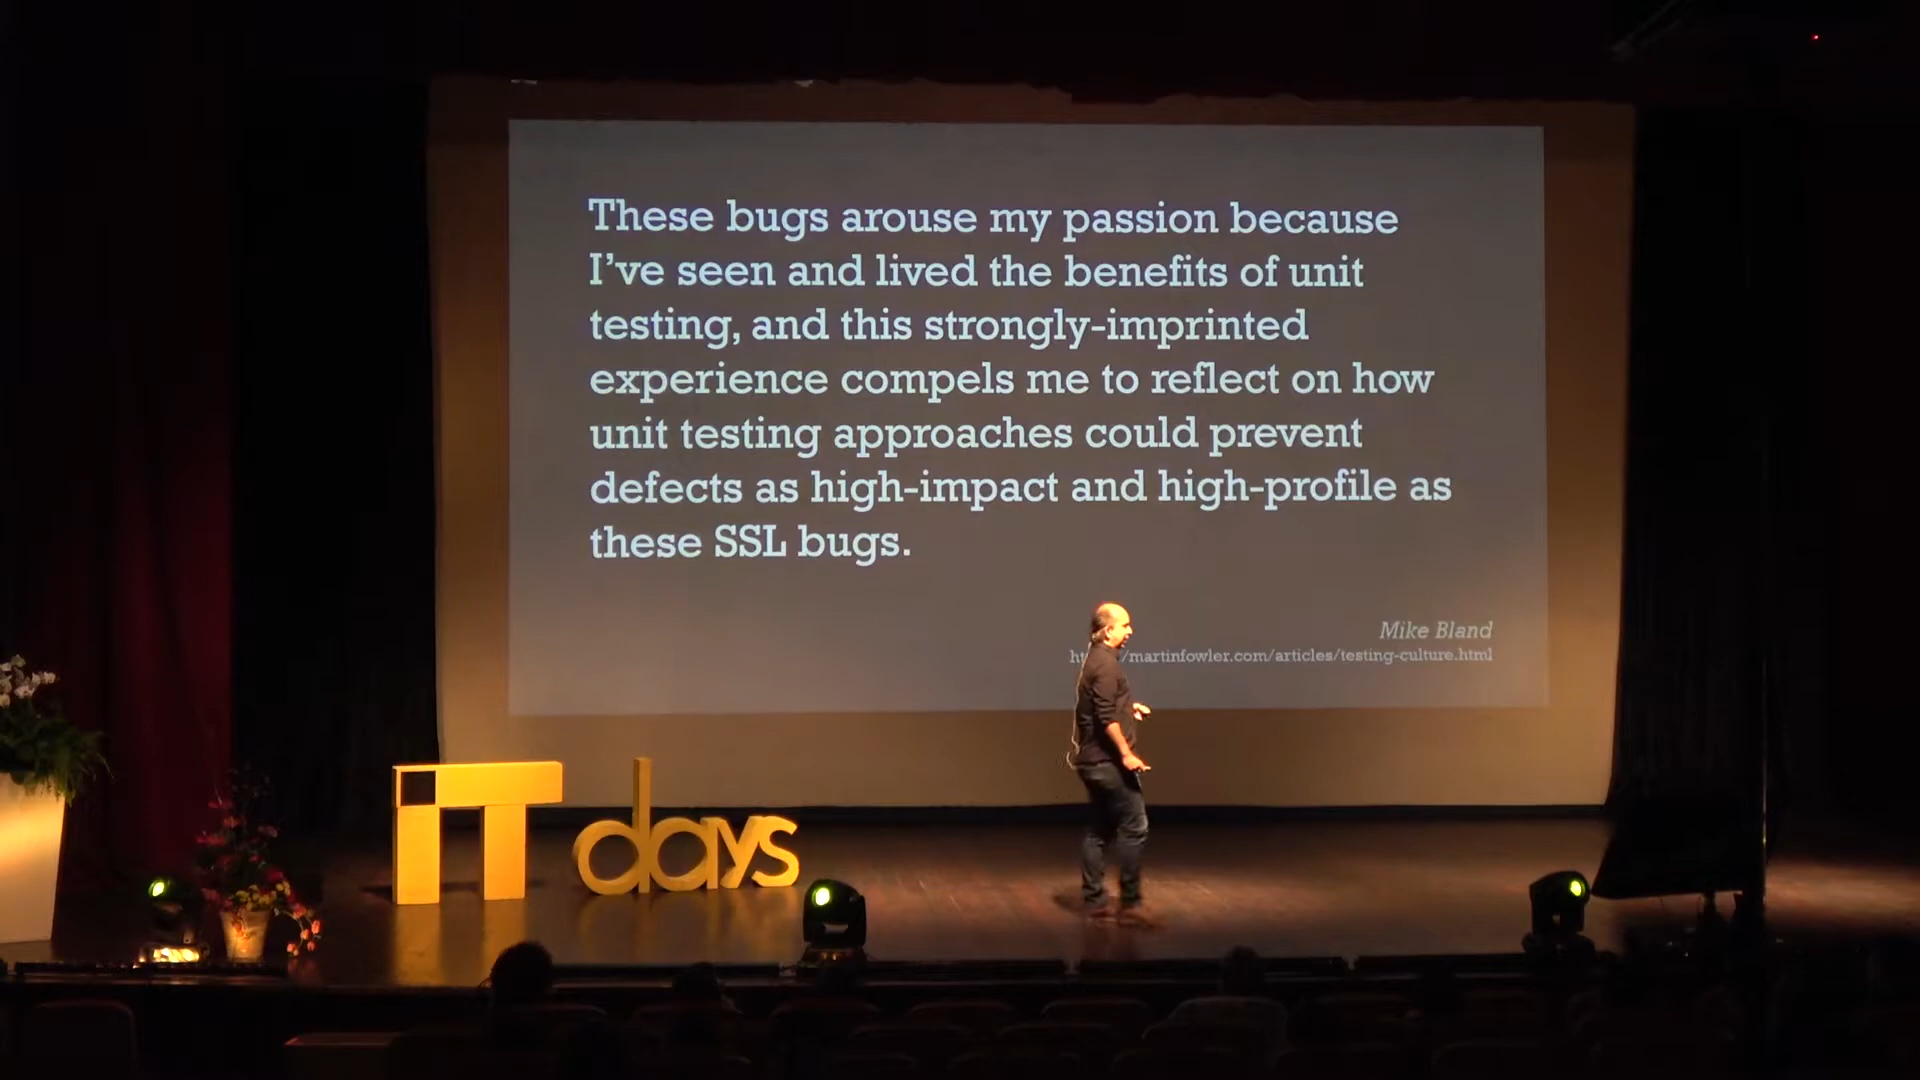 These bugs arouse my passion because
I've seen and lived the benefits of unit
testing, and this strongly-imprinted
experience compels me to reflect on how
unit testing approaches could prevent
defects as high-impact and high-profile as
these SSL bugs.
Mike Bland
/martinfowler.com/articles/testing-culture.html
iT days